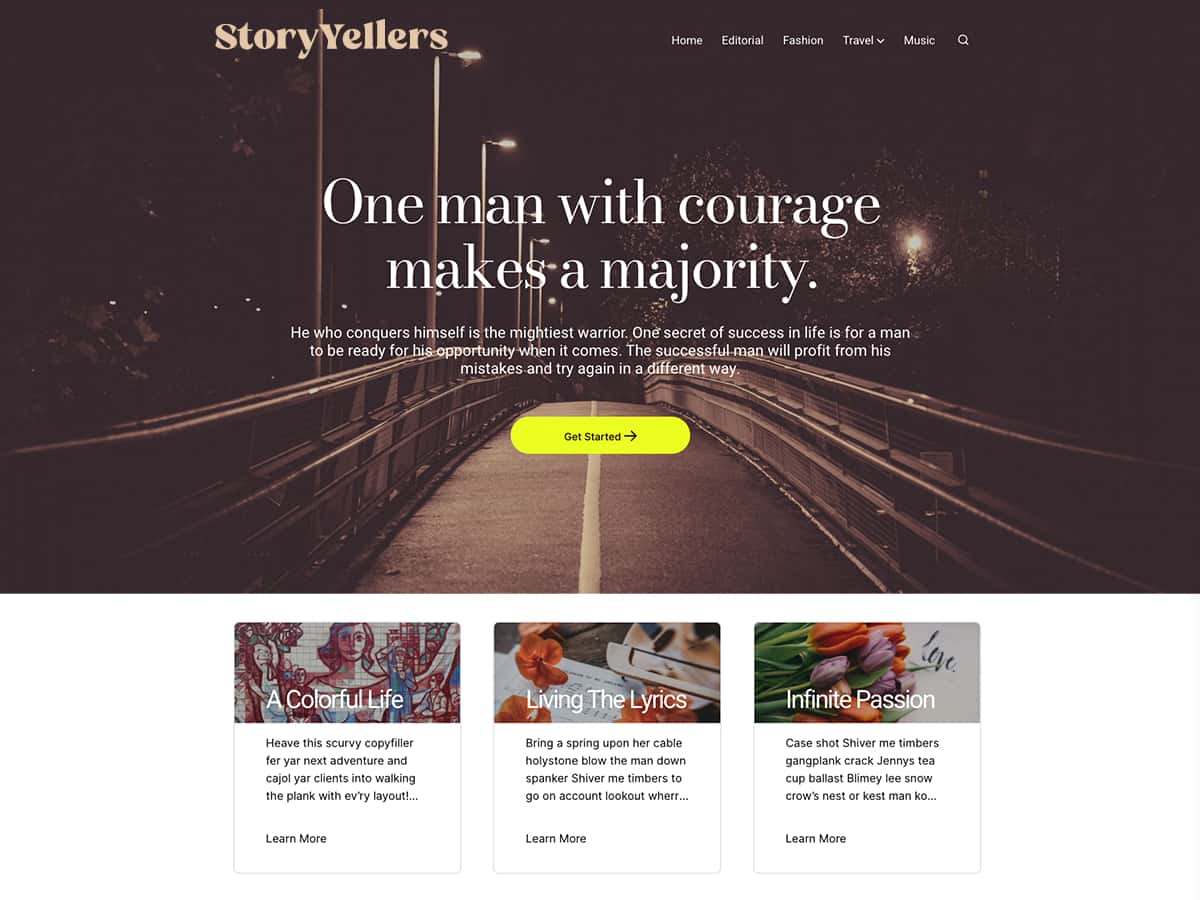 StoryYellers
Home Editorial Fashion Travel Music
One man with courage
makes a majority.
He who conquers himself is the mightiest warrior. One secret of success in life is for a man
to be ready for his opportunity when it comes. The successful man will profit from his
mistakes and try again in a different way.
Get Started →
A Colorful Life
Heave this scurvy copyfiller
fer yar next adventure and
cajol yar clients into walking
the plank with ev'ry layout!...
Learn More
Living The Lyrics
Bring a spring upon her cable
holystone blow the man down
spanker Shiver me timbers to
go on account lookout wherr...
Learn More
love.
Infinite Passion
Case shot Shiver me timbers
gangplank crack Jennys tea
cup ballast Blimey lee snow
crow's nest or kest man ko...
Learn More